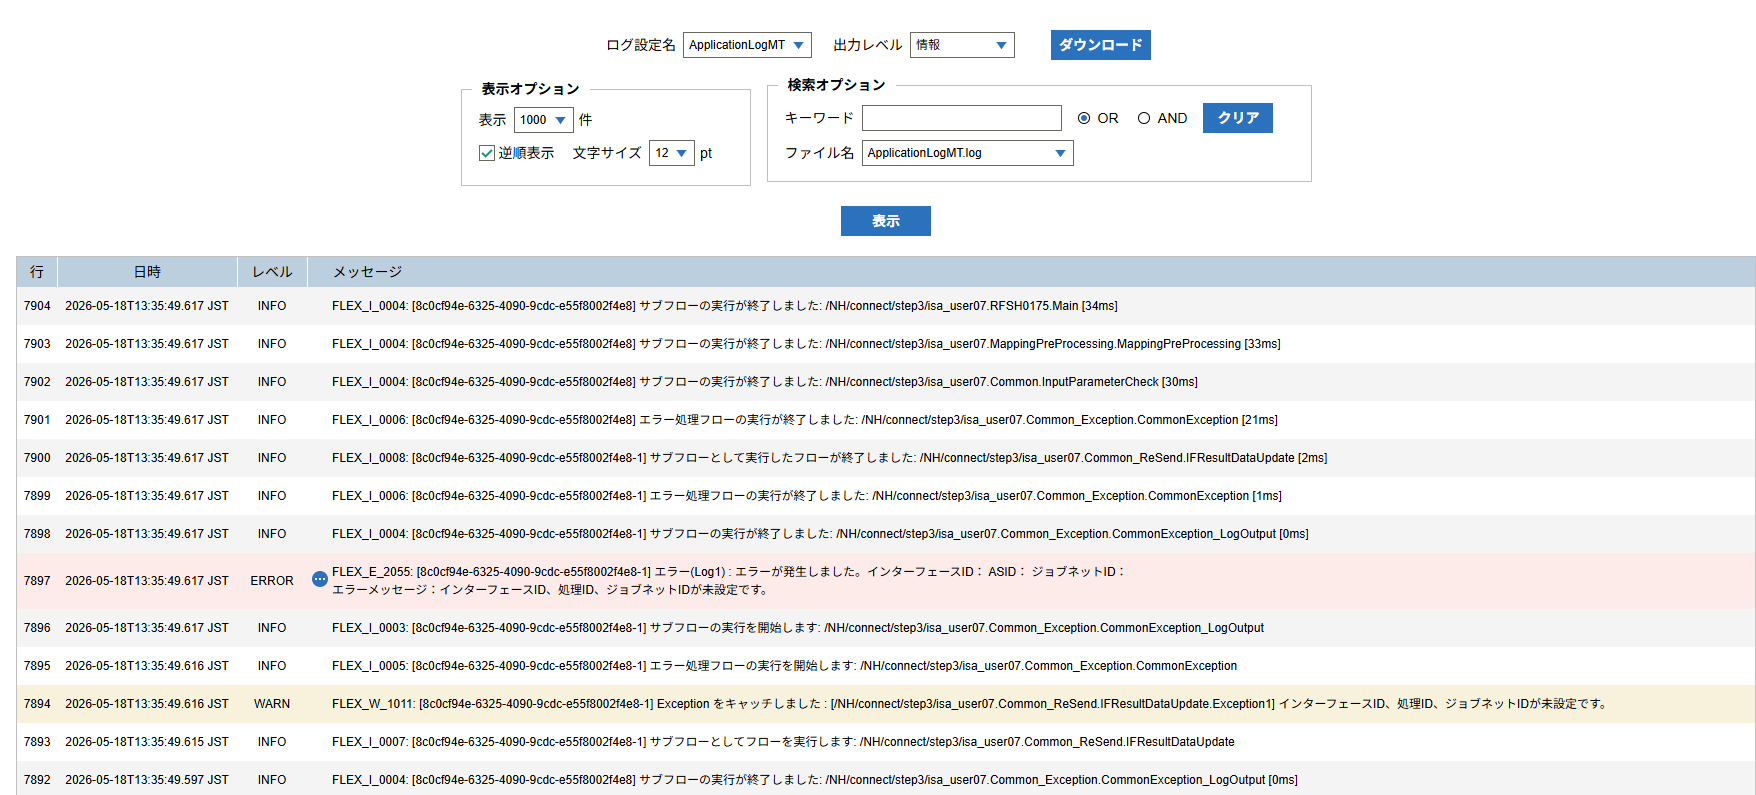 ログ設定名 ApplicationLogMT 出力レベル 情報 ダウンロード
表示オプション
表示 1000 件
逆順表示 文字サイズ 12 pt
検索オプション
キーワード OR AND クリア
ファイル名 ApplicationLogMT.log
表示
行 日時 レベル メッセージ
7904 2026-05-18T13:35:49.617 JST INFO FLEX_I_0004: [8c0cf94e-6325-4090-9cdc-e55f8002f4e8] サブフローの実行が終了しました: /NH/connect/step3/isa_user07.RFSH0175.Main [34ms]
7903 2026-05-18T13:35:49.617 JST INFO FLEX_I_0004: [8c0cf94e-6325-4090-9cdc-e55f8002f4e8] サブフローの実行が終了しました: /NH/connect/step3/isa_user07.MappingPreProcessing.MappingPreProcessing [33ms]
7902 2026-05-18T13:35:49.617 JST INFO FLEX_I_0004: [8c0cf94e-6325-4090-9cdc-e55f8002f4e8] サブフローの実行が終了しました: /NH/connect/step3/isa_user07.Common.InputParameterCheck [30ms]
7901 2026-05-18T13:35:49.617 JST INFO FLEX_I_0006: [8c0cf94e-6325-4090-9cdc-e55f8002f4e8] エラー処理フローの実行が終了しました: /NH/connect/step3/isa_user07.Common_Exception.CommonException [21ms]
7900 2026-05-18T13:35:49.617 JST INFO FLEX_I_0008: [8c0cf94e-6325-4090-9cdc-e55f8002f4e8-1] サブフローとして実行したフローが終了しました: /NH/connect/step3/isa_user07.Common_ReSend.IFResultDataUpdate [2ms]
7899 2026-05-18T13:35:49.617 JST INFO FLEX_I_0006: [8c0cf94e-6325-4090-9cdc-e55f8002f4e8-1] エラー処理フローの実行が終了しました: /NH/connect/step3/isa_user07.Common_Exception.CommonException [1ms]
7898 2026-05-18T13:35:49.617 JST INFO FLEX_I_0004: [8c0cf94e-6325-4090-9cdc-e55f8002f4e8-1] サブフローの実行が終了しました: /NH/connect/step3/isa_user07.Common_Exception.CommonException_LogOutput [0ms]
7897 2026-05-18T13:35:49.617 JST ERROR FLEX_E_2055: [8c0cf94e-6325-4090-9cdc-e55f8002f4e8-1] エラー(Log1) : エラーが発生しました。インターフェースID： ASID： ジョブネットID：
エラーメッセージ：インターフェースID、処理ID、ジョブネットIDが未設定です。
7896 2026-05-18T13:35:49.617 JST INFO FLEX_I_0003: [8c0cf94e-6325-4090-9cdc-e55f8002f4e8-1] サブフローの実行を開始します: /NH/connect/step3/isa_user07.Common_Exception.CommonException_LogOutput
7895 2026-05-18T13:35:49.616 JST INFO FLEX_I_0005: [8c0cf94e-6325-4090-9cdc-e55f8002f4e8-1] エラー処理フローの実行を開始します: /NH/connect/step3/isa_user07.Common_Exception.CommonException
7894 2026-05-18T13:35:49.616 JST WARN FLEX_W_1011: [8c0cf94e-6325-4090-9cdc-e55f8002f4e8-1] Exception をキャッチしました : [/NH/connect/step3/isa_user07.Common_ReSend.IFResultDataUpdate.Exception1] インターフェースID、処理ID、ジョブネットIDが未設定です。
7893 2026-05-18T13:35:49.615 JST INFO FLEX_I_0007: [8c0cf94e-6325-4090-9cdc-e55f8002f4e8-1] サブフローとしてフローを実行します: /NH/connect/step3/isa_user07.Common_ReSend.IFResultDataUpdate
7892 2026-05-18T13:35:49.597 JST INFO FLEX_I_0004: [8c0cf94e-6325-4090-9cdc-e55f8002f4e8] サブフローの実行が終了しました: /NH/connect/step3/isa_user07.Common_Exception.CommonException_LogOutput [0ms]